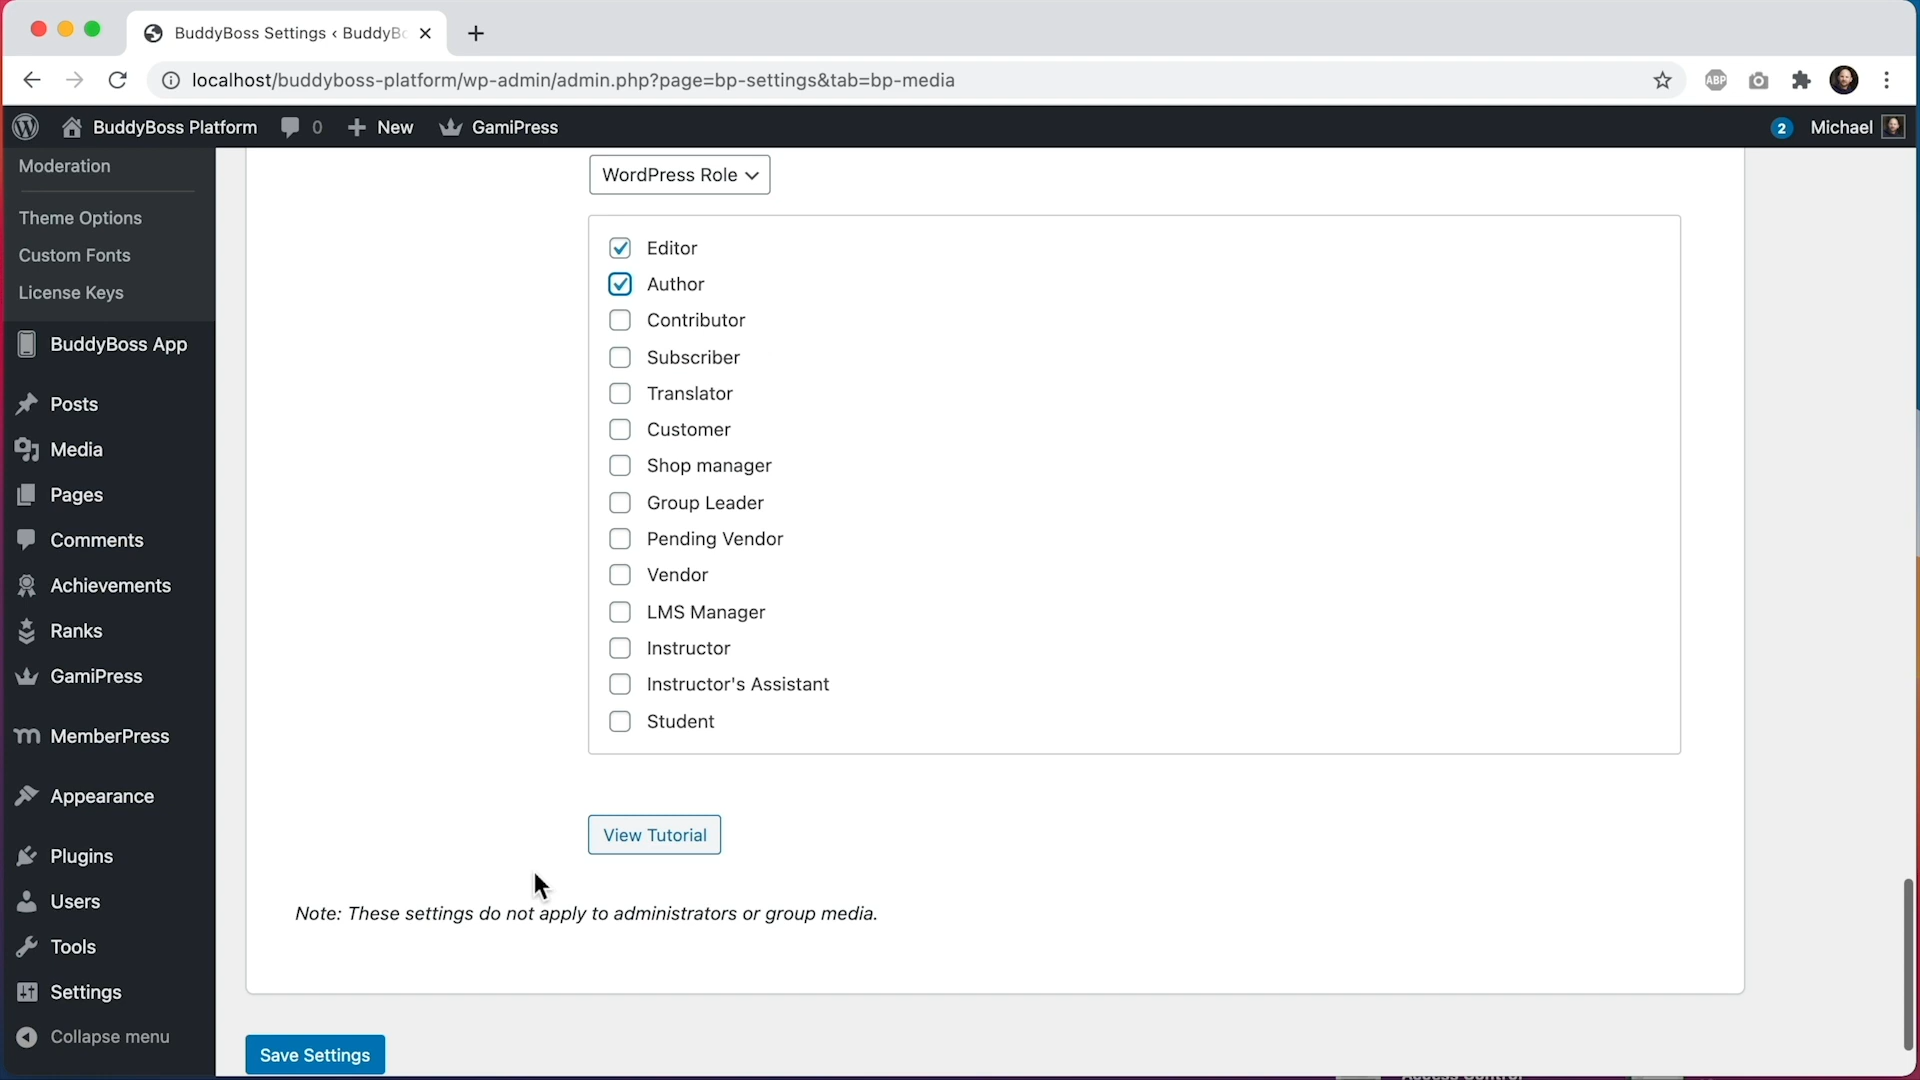 BuddyBoss Settings ‹ BuddyBo
localhost/buddyboss-platform/wp-admin/admin.php?page=bp-settings&tab=bp-media
ABP
BuddyBoss Platform
0
New
GamiPress
2
Michael
Moderation
Theme Options
Custom Fonts
License Keys
BuddyBoss App
Posts
Media
Pages
Comments
Achievements
Ranks
GamiPress
MemberPress
Appearance
Plugins
Users
Tools
Settings
Collapse menu
WordPress Role
Editor
Author
Contributor
Subscriber
Translator
Customer
Shop manager
Group Leader
Pending Vendor
Vendor
LMS Manager
Instructor
Instructor's Assistant
Student
View Tutorial
Note: These settings do not apply to administrators or group media.
Save Settings